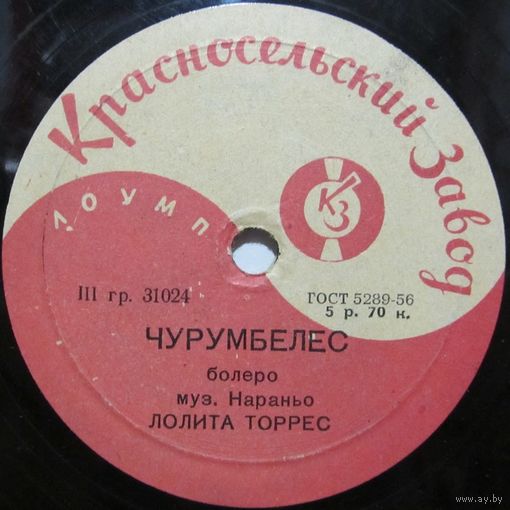 Красносельский Завод
ЛОУМП
КЗ
III гр. 31024
ГОСТ 5289-56
5 р. 70 к.
ЧУРУМБЕЛЕС
болеро
муз. Нараньо
ЛОЛИТА ТОРРЕС
www.ay.by